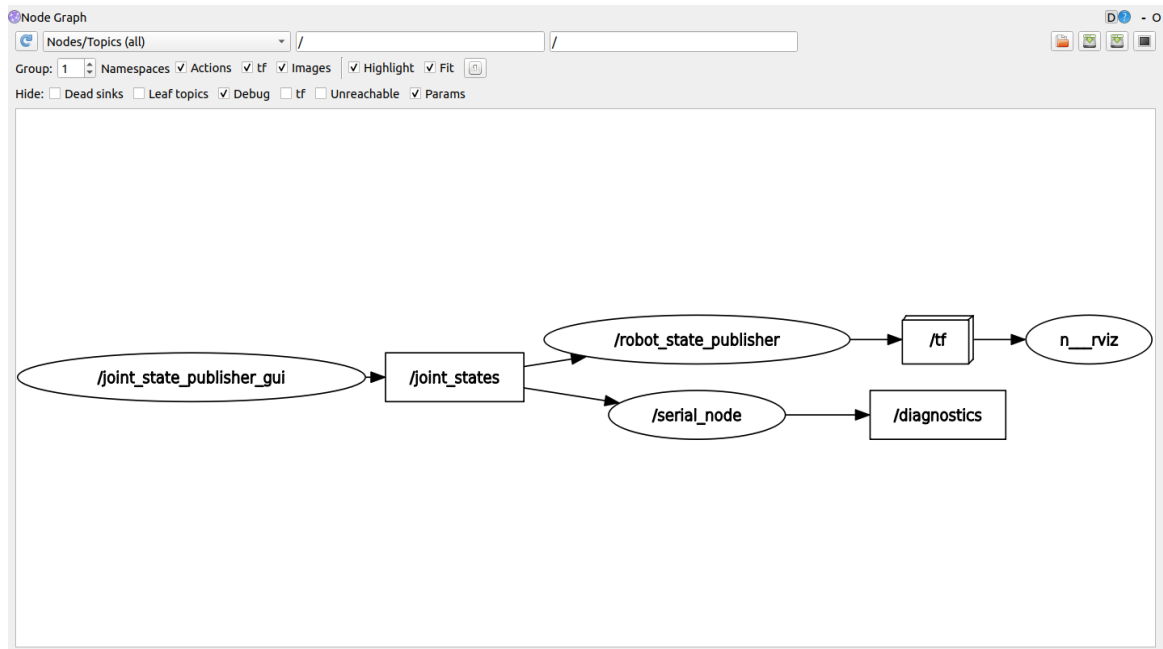 Node Graph D ? - O
Nodes/Topics (all) / /
Group: 1 Namespaces Actions tf Images Highlight Fit
Hide: Dead sinks Leaf topics Debug tf Unreachable Params
/robot_state_publisher /tf n___rviz
/joint_state_publisher_gui /joint_states
/serial_node /diagnostics